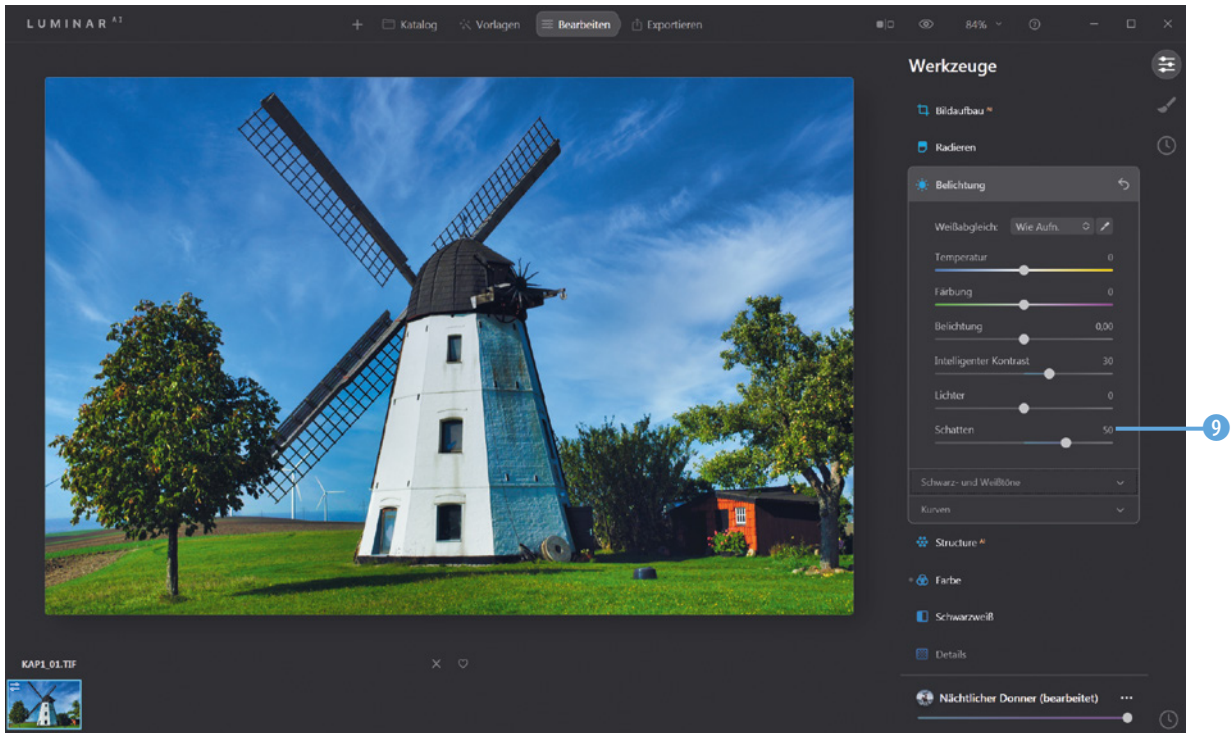 LUMINAR AI
Katalog Vorlagen Bearbeiten Exportieren 84%
Werkzeuge
Bildaufbau AI
Radieren
Belichtung
Weißabgleich: Wie Aufn.
Temperatur 0
Färbung 0
Belichtung 0,00
Intelligenter Kontrast 30
Lichter 0
Schatten 50
9
Schwarz- und Weißtöne
Kurven
Structure AI
Farbe
Schwarzweiß
Details
KAP1_01.TIF
Nächtlicher Donner (bearbeitet)